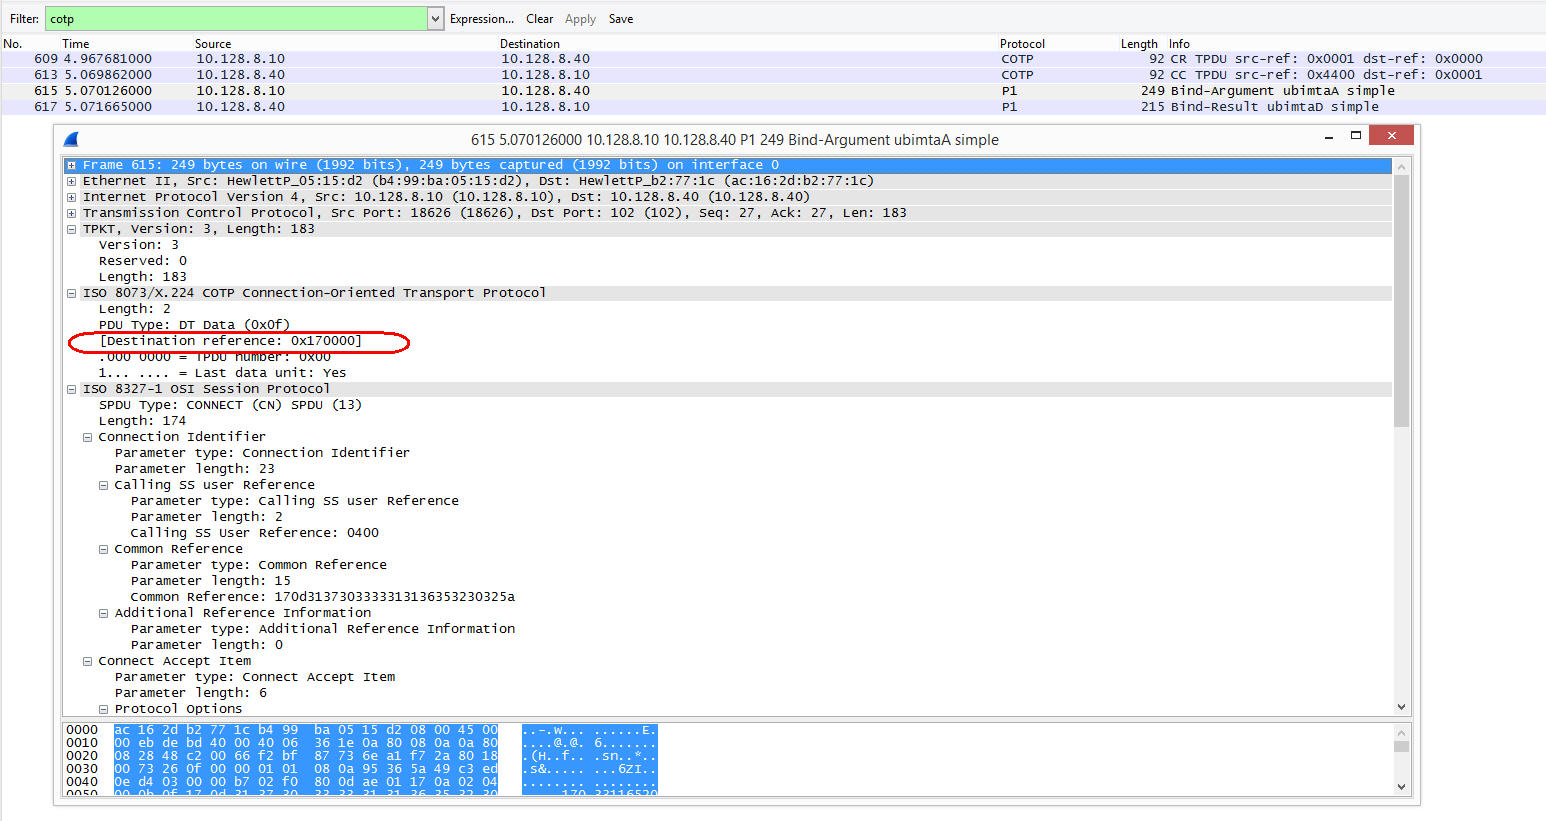 Filter: cotp Expression... Clear Apply Save
No. Time Source Destination Protocol Length Info
609 4.967681000 10.128.8.10 10.128.8.40 COTP 92 CR TPDU src-ref: 0x0001 dst-ref: 0x0000
613 5.069862000 10.128.8.40 10.128.8.10 COTP 92 CC TPDU src-ref: 0x4400 dst-ref: 0x0001
615 5.070126000 10.128.8.10 10.128.8.40 P1 249 Bind-Argument ubimtaA simple
617 5.071665000 10.128.8.40 10.128.8.10 P1 215 Bind-Result ubimtaD simple
615 5.070126000 10.128.8.10 10.128.8.40 P1 249 Bind-Argument ubimtaA simple
Frame 615: 249 bytes on wire (1992 bits), 249 bytes captured (1992 bits) on interface 0
Ethernet II, Src: HewlettP_05:15:d2 (b4:99:ba:05:15:d2), Dst: HewlettP_b2:77:1c (ac:16:2d:b2:77:1c)
Internet Protocol Version 4, Src: 10.128.8.10 (10.128.8.10), Dst: 10.128.8.40 (10.128.8.40)
Transmission Control Protocol, Src Port: 18626 (18626), Dst Port: 102 (102), Seq: 27, Ack: 27, Len: 183
TPKT, Version: 3, Length: 183
Version: 3
Reserved: 0
Length: 183
ISO 8073/X.224 COTP Connection-Oriented Transport Protocol
Length: 2
PDU Type: DT Data (0x0f)
[Destination reference: 0x170000]
.000 0000 = TPDU number: 0x00
1... .... = Last data unit: Yes
ISO 8327-1 OSI Session Protocol
SPDU Type: CONNECT (CN) SPDU (13)
Length: 174
Connection Identifier
Parameter type: Connection Identifier
Parameter length: 23
Calling SS user Reference
Parameter type: Calling SS user Reference
Parameter length: 2
Calling SS User Reference: 0400
Common Reference
Parameter type: Common Reference
Parameter length: 15
Common Reference: 170d3137303333313136353230325a
Additional Reference Information
Parameter type: Additional Reference Information
Parameter length: 0
Connect Accept Item
Parameter type: Connect Accept Item
Parameter length: 6
Protocol Options
0000 ac 16 2d b2 77 1c b4 99 ba 05 15 d2 08 00 45 00 ..-.w... ......E.
0010 00 eb de bd 40 00 40 06 36 1e 0a 80 08 0a 0a 80 ....@.@. 6.......
0020 08 28 48 c2 00 66 f2 bf 87 73 6e a1 f7 2a 80 18 .(H..f.. .sn..*..
0030 00 73 26 0f 00 00 01 01 08 0a 95 36 5a 49 c3 ed .s&..... ...6ZI..
0040 0e d4 03 00 00 b7 02 f0 80 0d ae 01 17 0a 02 04 ........ ........
0050 00 0b 0f 17 0d 31 37 30 33 33 31 31 36 35 32 30 .....170 33116520